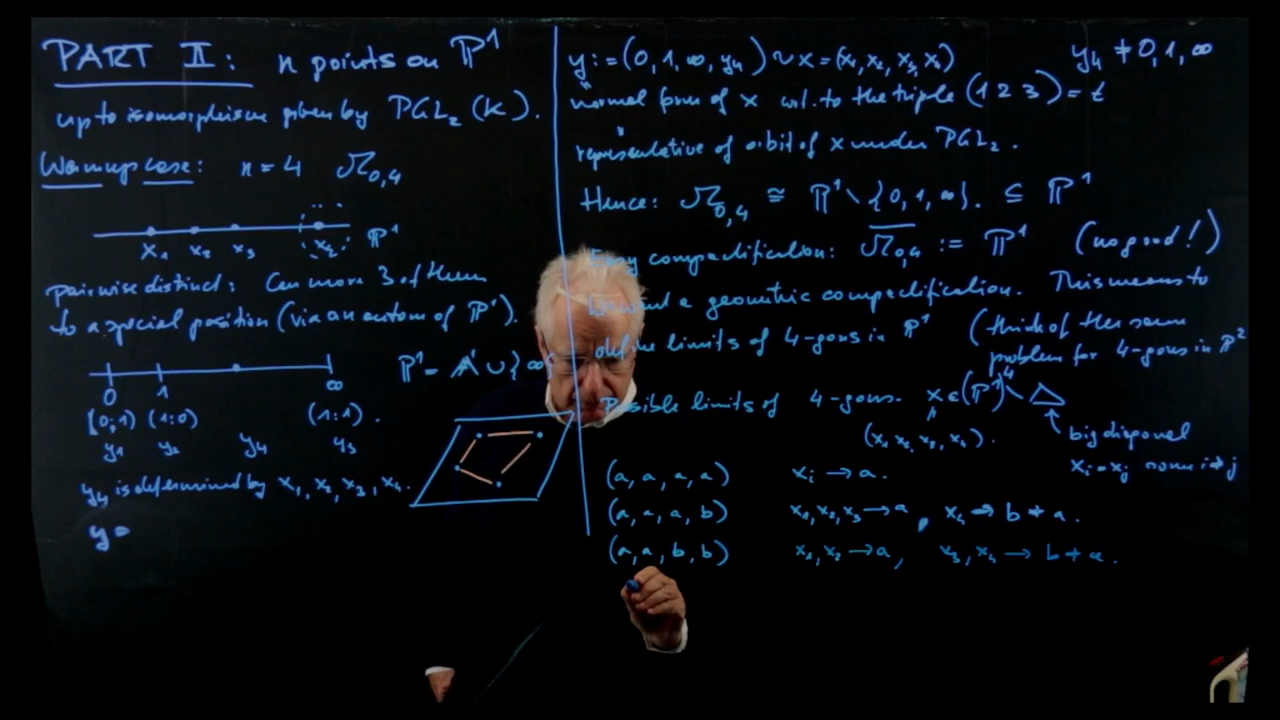 PART II: n points on ℙ¹
up to isomorphism given by PGL₂(K).
Warmup case: n = 4 𝓜₀,₄
x₁ x₂ x₃ x₄ ℙ¹
pairwise distinct: Can move 3 of them
to a special position (via an autom of ℙ¹).
0 1 ∞ ℙ¹ = 𝔸¹ ∪ {∞
(0:1) (1:0) (1:1).
y₁ y₂ y₄ y₃
y₄ is determined by x₁, x₂, x₃, x₄.
y =
y := (0, 1, ∞, y₄) ~ x = (x₁, x₂, x₃, x₄) y₄ ≠ 0, 1, ∞
normal form of x w.r. to the triple (1 2 3) = t
representative of orbit of x under PGL₂.
Hence: 𝓜₀,₄ ≅ ℙ¹ \ {0, 1, ∞}. ⊆ ℙ¹
compactification: 𝓜̅₀,₄ := ℙ¹ (no good!)
a geometric compactification. This means to
define limits of 4-gons in ℙ¹ (think of the same
problem for 4-gons in ℙ²
Possible limits of 4-gons. x ∈ (ℙ¹)⁴ \ △
(x₁, x₂, x₃, x₄). big diagonal
x_i = x_j some i ≠ j
(a, a, a, a) x_i → a.
(a, a, a, b) x₁, x₂, x₃ → a, x₄ → b ≠ a.
(a, a, b, b) x₁, x₂ → a, x₃, x₄ → b ≠ a.